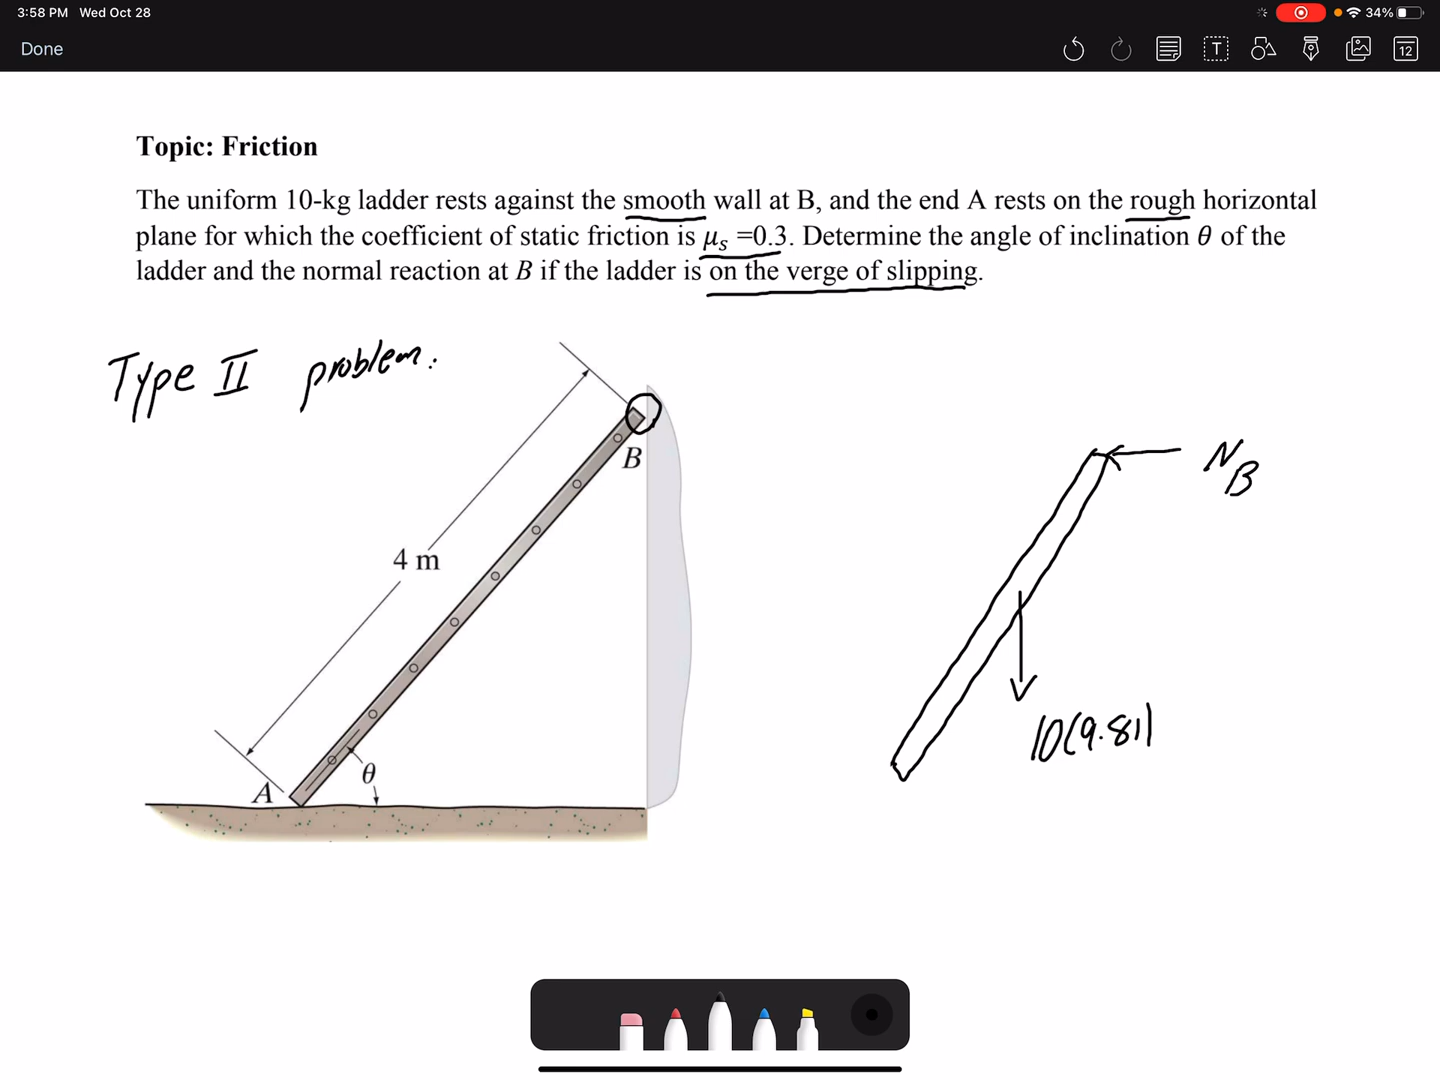 3:58 PM Wed Oct 28
34%
Done
T
12
Topic: Friction
The uniform 10-kg ladder rests against the smooth wall at B, and the end A rests on the rough horizontal
plane for which the coefficient of static friction is μs =0.3. Determine the angle of inclination θ of the
ladder and the normal reaction at B if the ladder is on the verge of slipping.
Type II problem:
B
NB
4 m
10(9.81)
θ
A